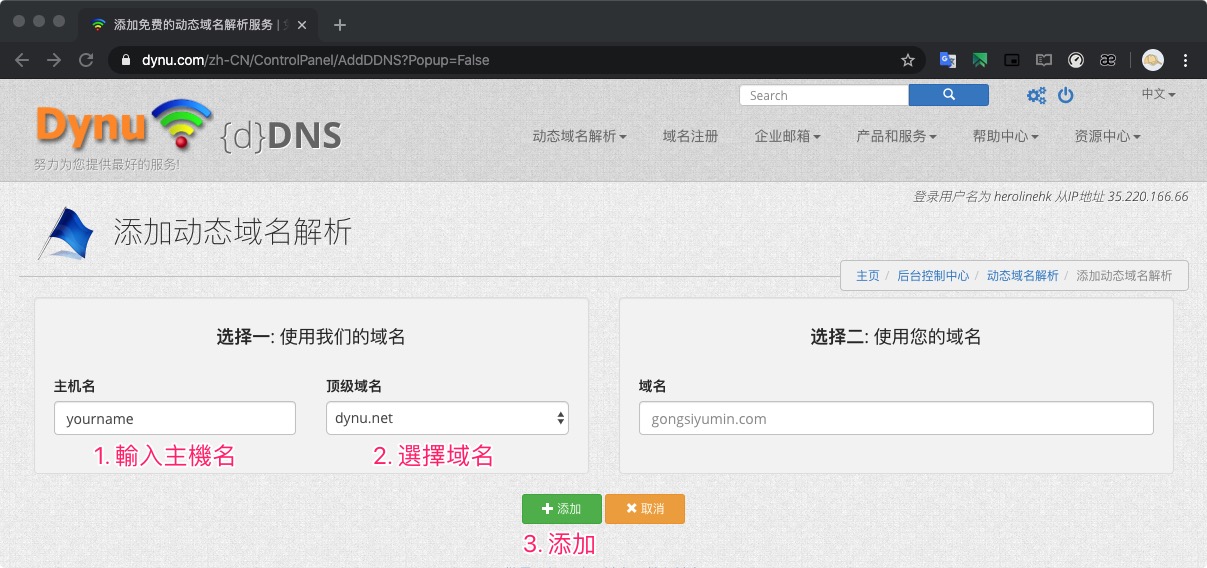 添加免费的动态域名解析服务 |
dynu.com/zh-CN/ControlPanel/AddDDNS?Popup=False
Search
中文
Dynu {d}DNS
努力为您提供最好的服务!
动态域名解析 域名注册 企业邮箱 产品和服务 帮助中心 资源中心
登录用户名为 herolinehk 从IP地址 35.220.166.66
添加动态域名解析
主页 / 后台控制中心 / 动态域名解析 / 添加动态域名解析
选择一: 使用我们的域名
主机名 顶级域名
yourname dynu.net
1. 輸入主機名 2. 選擇域名
选择二: 使用您的域名
域名
gongsiyumin.com
添加 取消
3. 添加